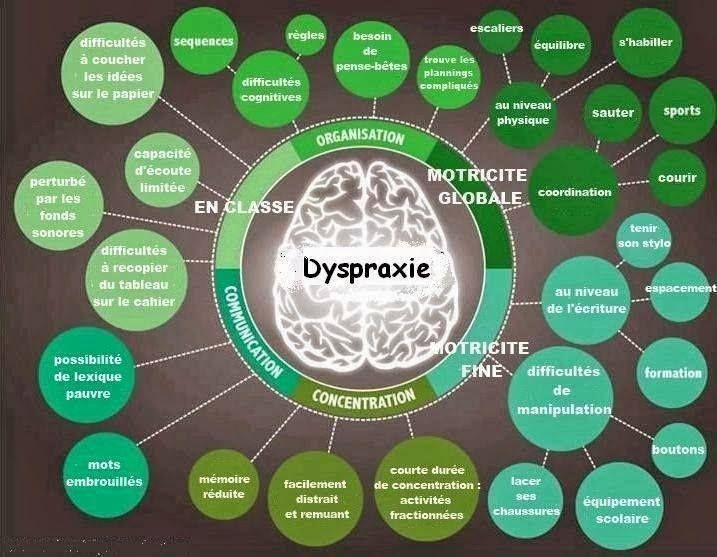 difficultés
à coucher
les idées
sur le papier
sequences
règles
difficultés
cognitives
besoin
de
pense-bêtes
trouve les
plannings
compliqués
escaliers
équilibre
s'habiller
au niveau
physique
sauter
sports
coordination
courir
capacité
d'écoute
limitée
perturbé
par les
fonds
sonores
difficultés
à recopier
du tableau
sur le cahier
ORGANISATION
MOTRICITE
GLOBALE
EN CLASSE
Dyspraxie
COMMUNICATION
MOTRICITE
FINE
CONCENTRATION
tenir
son stylo
au niveau
de l'écriture
espacement
formation
difficultés
de
manipulation
boutons
lacer
ses
chaussures
équipement
scolaire
possibilité
de lexique
pauvre
mots
embrouillés
mémoire
réduite
facilement
distrait
et remuant
courte durée
de concentration :
activités
fractionnées